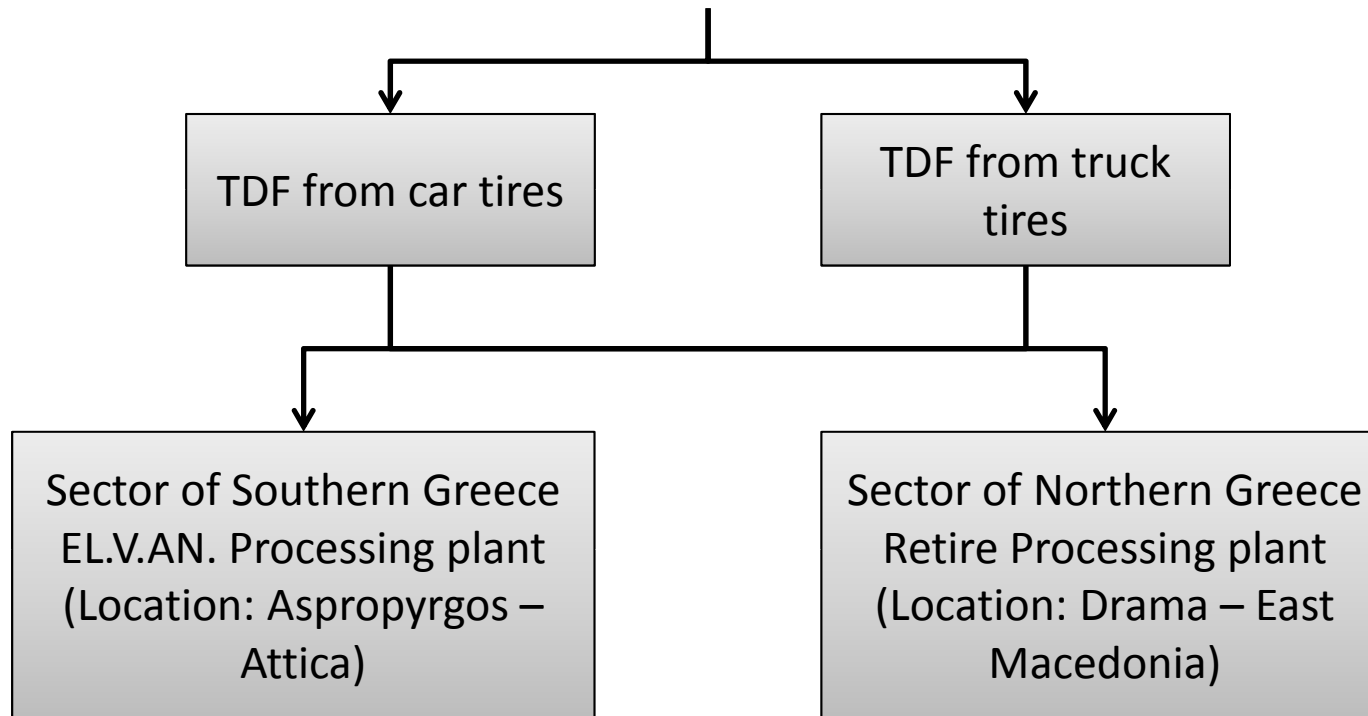 TDF from car tires
TDF from truck
tires
Sector of Southern Greece
EL.V.AN. Processing plant
(Location: Aspropyrgos –
Attica)
Sector of Northern Greece
Retire Processing plant
(Location: Drama – East
Macedonia)